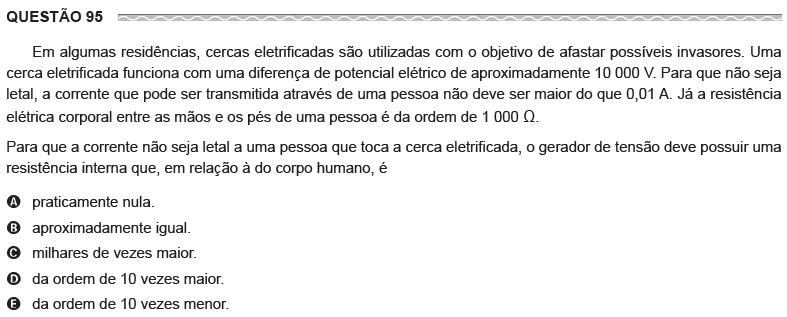 QUESTÃO 95
Em algumas residências, cercas eletrificadas são utilizadas com o objetivo de afastar possíveis invasores. Uma
cerca eletrificada funciona com uma diferença de potencial elétrico de aproximadamente 10 000 V. Para que não seja
letal, a corrente que pode ser transmitida através de uma pessoa não deve ser maior do que 0,01 A. Já a resistência
elétrica corporal entre as mãos e os pés de uma pessoa é da ordem de 1 000 Ω.
Para que a corrente não seja letal a uma pessoa que toca a cerca eletrificada, o gerador de tensão deve possuir uma
resistência interna que, em relação à do corpo humano, é
A praticamente nula.
B aproximadamente igual.
C milhares de vezes maior.
D da ordem de 10 vezes maior.
E da ordem de 10 vezes menor.